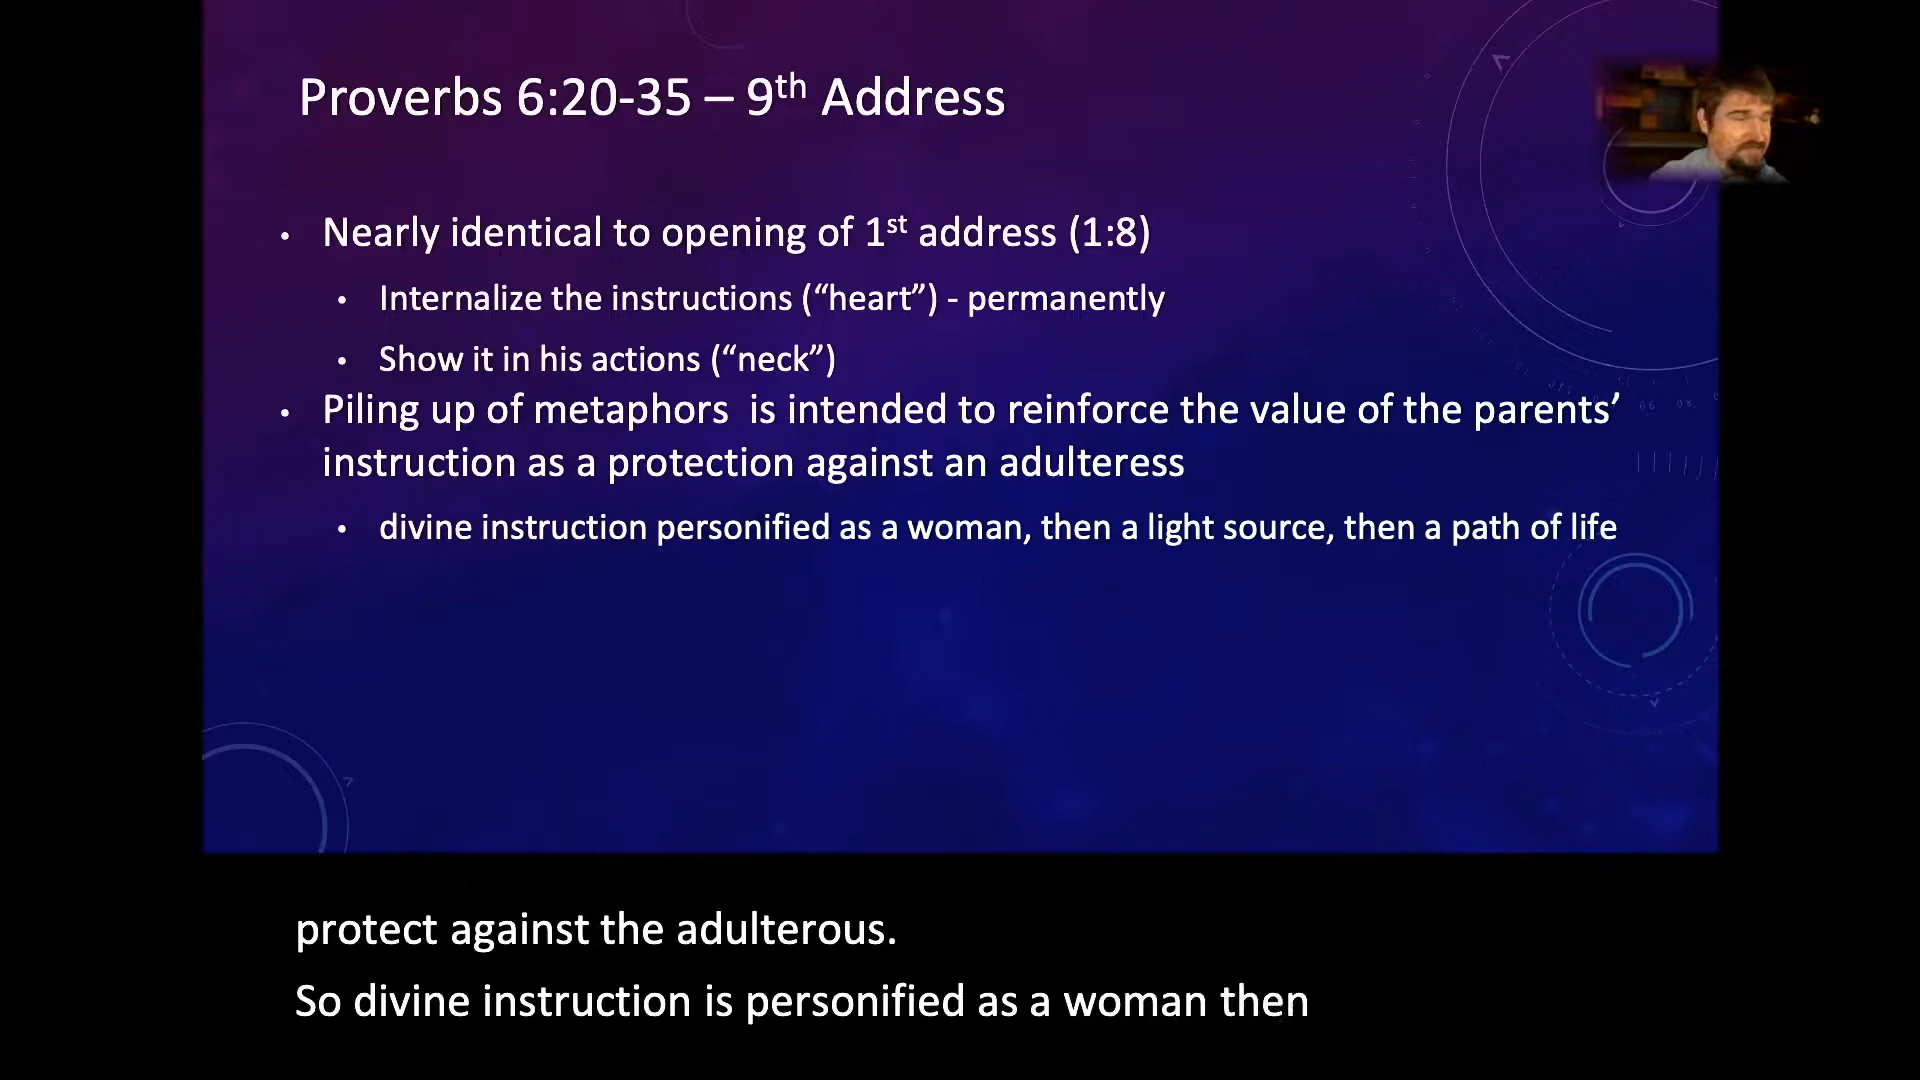 Proverbs 6:20-35 – 9th Address
• Nearly identical to opening of 1st address (1:8)
• Internalize the instructions (“heart”) - permanently
• Show it in his actions (“neck”)
• Piling up of metaphors  is intended to reinforce the value of the parents’
instruction as a protection against an adulteress
• divine instruction personified as a woman, then a light source, then a path of life
protect against the adulterous.
So divine instruction is personified as a woman then